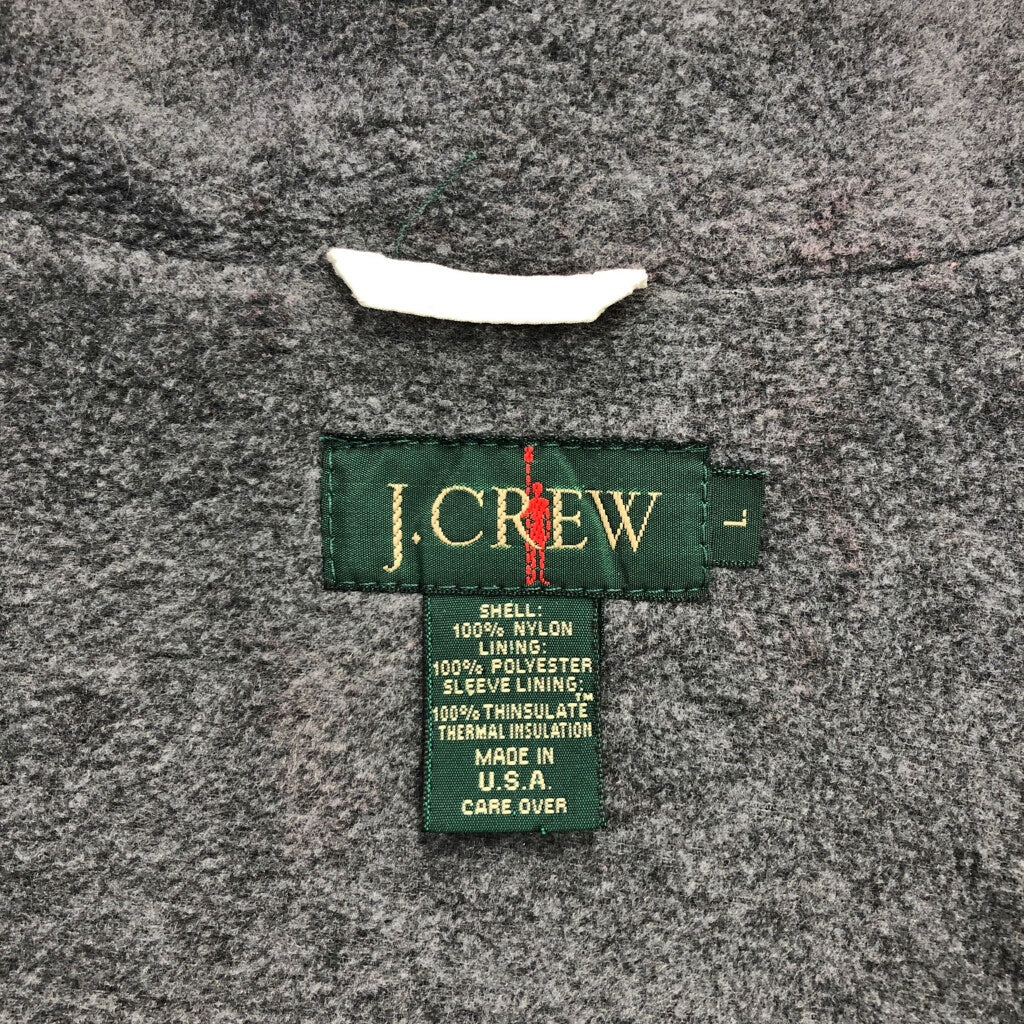 J.CREW
L
SHELL:
100% NYLON
LINING:
100% POLYESTER
SLEEVE LINING:
100% THINSULATE™
THERMAL INSULATION
MADE IN
U.S.A.
CARE OVER